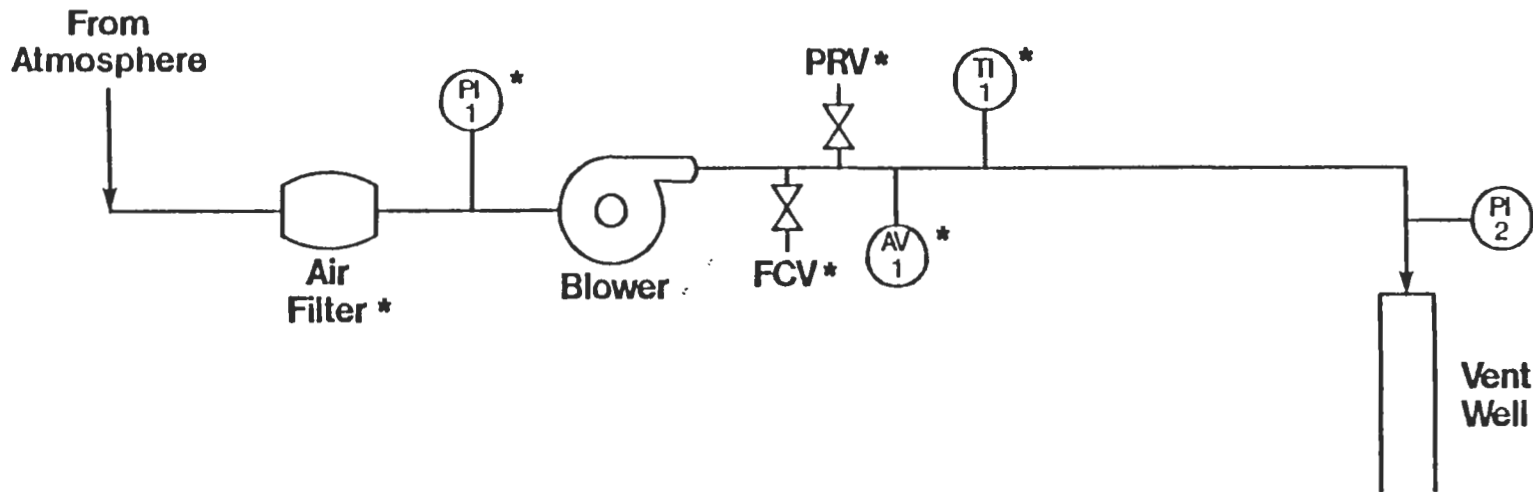 From
Atmosphere
PI
1
*
Air
Filter *
Blower
PRV*
FCV*
AV
1
*
TI
1
*
PI
2
Vent
Well